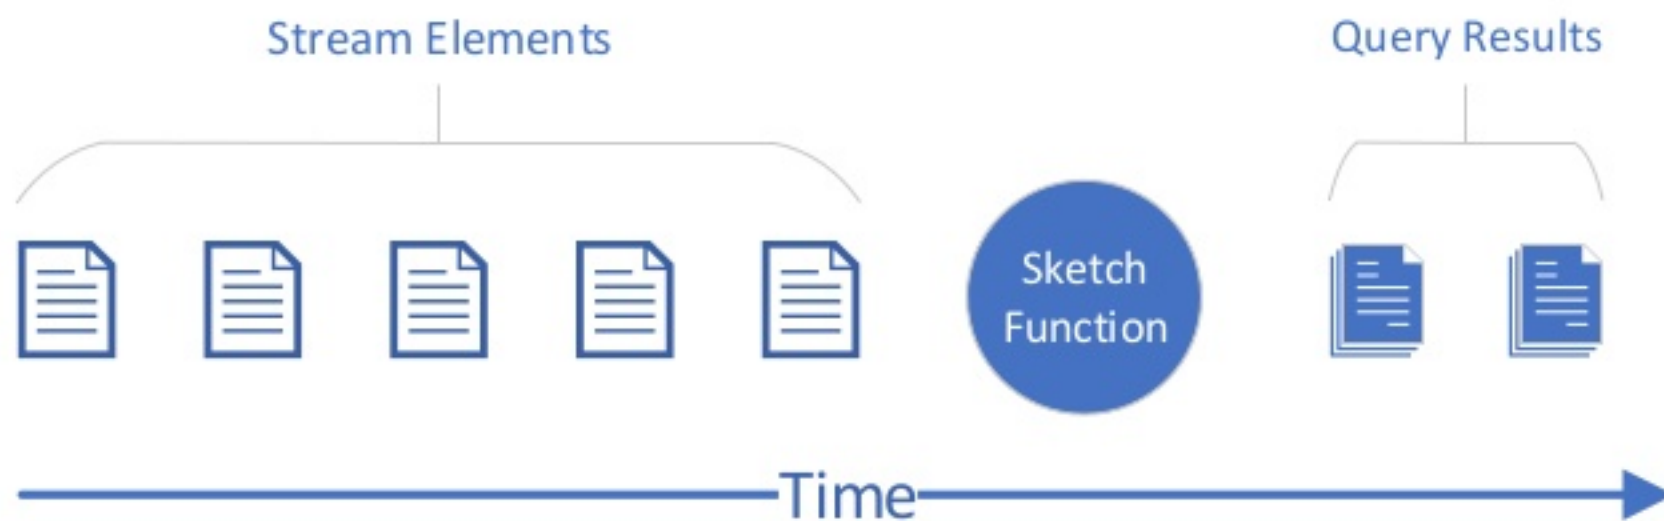 Stream Elements
Query Results
Sketch
Function
Time